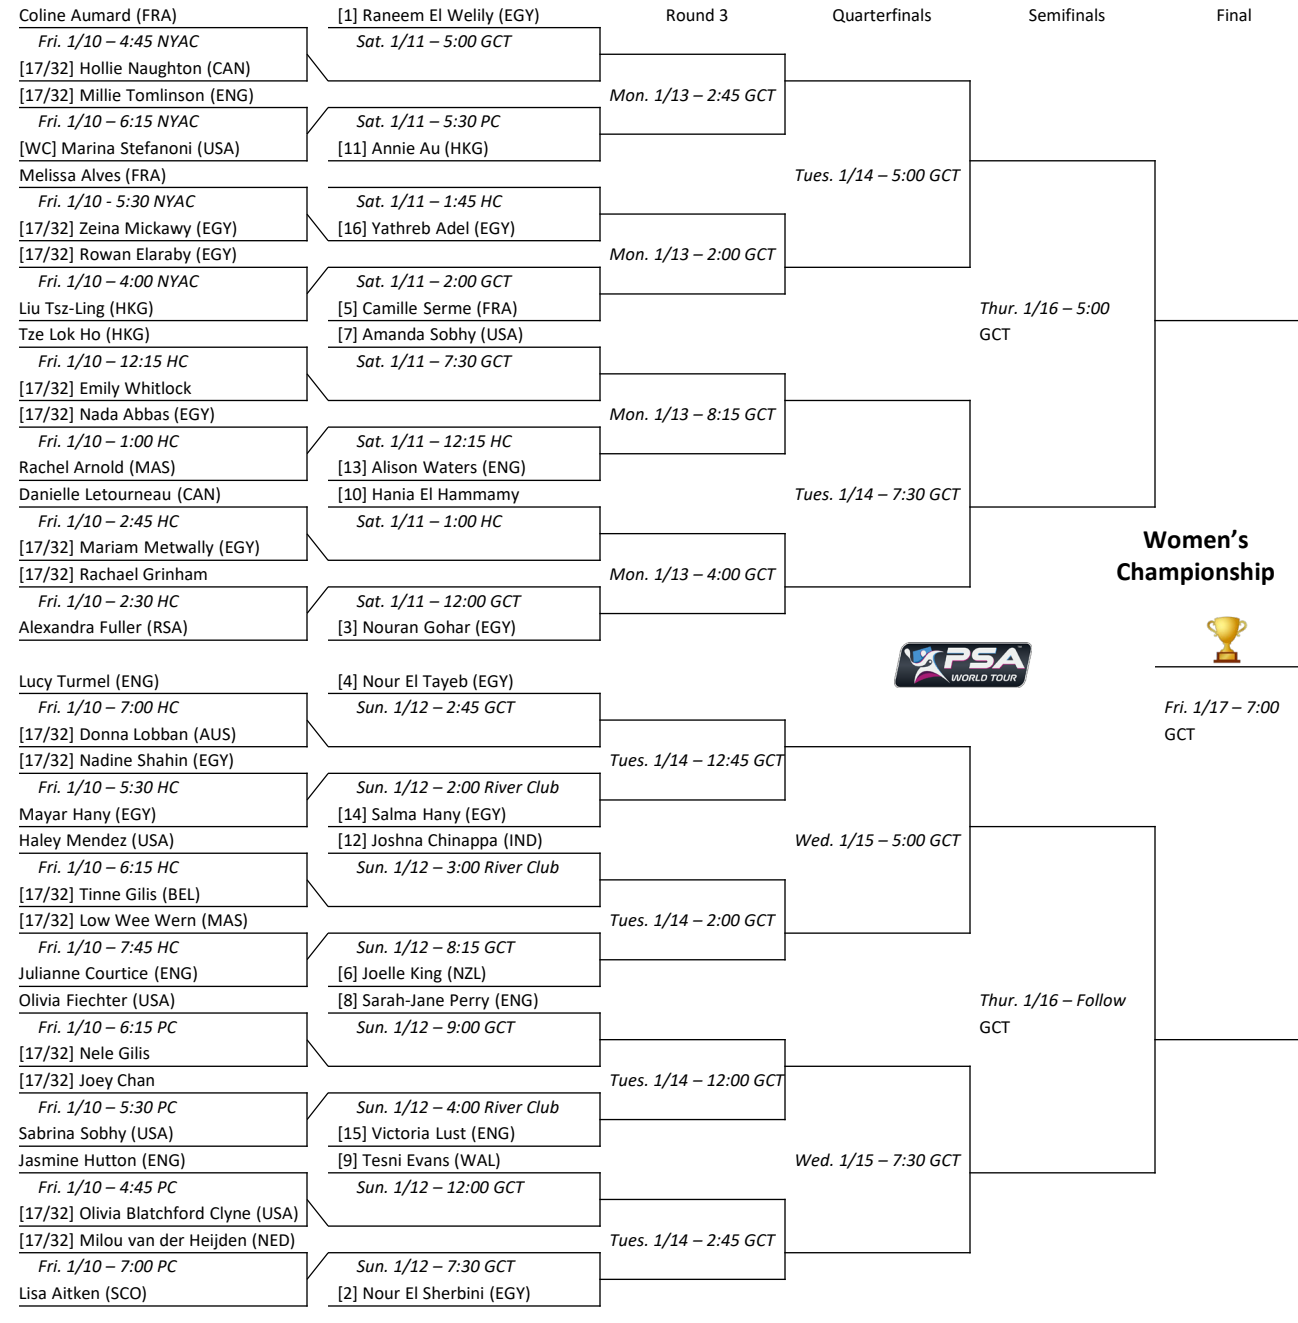 Coline Aumard (FRA) [1] Raneem El Welily (EGY) Round 3 Quarterfinals Semifinals Final
Fri. 1/10 – 4:45 NYAC Sat. 1/11 – 5:00 GCT
[17/32] Hollie Naughton (CAN)
[17/32] Millie Tomlinson (ENG) Mon. 1/13 – 2:45 GCT
Fri. 1/10 – 6:15 NYAC Sat. 1/11 – 5:30 PC
[WC] Marina Stefanoni (USA) [11] Annie Au (HKG)
Melissa Alves (FRA) Tues. 1/14 – 5:00 GCT
Fri. 1/10 - 5:30 NYAC Sat. 1/11 – 1:45 HC
[17/32] Zeina Mickawy (EGY) [16] Yathreb Adel (EGY)
[17/32] Rowan Elaraby (EGY) Mon. 1/13 – 2:00 GCT
Fri. 1/10 – 4:00 NYAC Sat. 1/11 – 2:00 GCT
Liu Tsz-Ling (HKG) [5] Camille Serme (FRA) Thur. 1/16 – 5:00
Tze Lok Ho (HKG) [7] Amanda Sobhy (USA) GCT
Fri. 1/10 – 12:15 HC Sat. 1/11 – 7:30 GCT
[17/32] Emily Whitlock
[17/32] Nada Abbas (EGY) Mon. 1/13 – 8:15 GCT
Fri. 1/10 – 1:00 HC Sat. 1/11 – 12:15 HC
Rachel Arnold (MAS) [13] Alison Waters (ENG)
Danielle Letourneau (CAN) [10] Hania El Hammamy Tues. 1/14 – 7:30 GCT
Fri. 1/10 – 2:45 HC Sat. 1/11 – 1:00 HC
[17/32] Mariam Metwally (EGY) Women's
[17/32] Rachael Grinham Mon. 1/13 – 4:00 GCT Championship
Fri. 1/10 – 2:30 HC Sat. 1/11 – 12:00 GCT
Alexandra Fuller (RSA) [3] Nouran Gohar (EGY)
PSA
WORLD TOUR
Lucy Turmel (ENG) [4] Nour El Tayeb (EGY)
Fri. 1/10 – 7:00 HC Sun. 1/12 – 2:45 GCT Fri. 1/17 – 7:00
[17/32] Donna Lobban (AUS) GCT
[17/32] Nadine Shahin (EGY) Tues. 1/14 – 12:45 GCT
Fri. 1/10 – 5:30 HC Sun. 1/12 – 2:00 River Club
Mayar Hany (EGY) [14] Salma Hany (EGY)
Haley Mendez (USA) [12] Joshna Chinappa (IND) Wed. 1/15 – 5:00 GCT
Fri. 1/10 – 6:15 HC Sun. 1/12 – 3:00 River Club
[17/32] Tinne Gilis (BEL)
[17/32] Low Wee Wern (MAS) Tues. 1/14 – 2:00 GCT
Fri. 1/10 – 7:45 HC Sun. 1/12 – 8:15 GCT
Julianne Courtice (ENG) [6] Joelle King (NZL)
Olivia Fiechter (USA) [8] Sarah-Jane Perry (ENG) Thur. 1/16 – Follow
Fri. 1/10 – 6:15 PC Sun. 1/12 – 9:00 GCT GCT
[17/32] Nele Gilis
[17/32] Joey Chan Tues. 1/14 – 12:00 GCT
Fri. 1/10 – 5:30 PC Sun. 1/12 – 4:00 River Club
Sabrina Sobhy (USA) [15] Victoria Lust (ENG)
Jasmine Hutton (ENG) [9] Tesni Evans (WAL) Wed. 1/15 – 7:30 GCT
Fri. 1/10 – 4:45 PC Sun. 1/12 – 12:00 GCT
[17/32] Olivia Blatchford Clyne (USA)
[17/32] Milou van der Heijden (NED) Tues. 1/14 – 2:45 GCT
Fri. 1/10 – 7:00 PC Sun. 1/12 – 7:30 GCT
Lisa Aitken (SCO) [2] Nour El Sherbini (EGY)